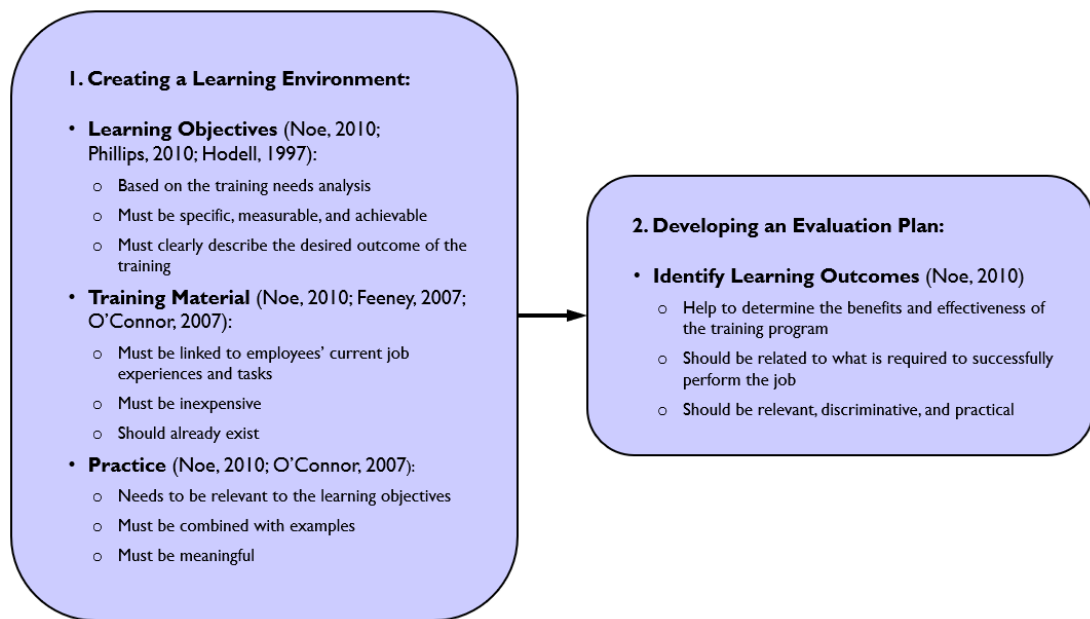 1. Creating a Learning Environment:
• Learning Objectives (Noe, 2010;
Phillips, 2010; Hodell, 1997):
o Based on the training needs analysis
o Must be specific, measurable, and achievable
o Must clearly describe the desired outcome of the
training
• Training Material (Noe, 2010; Feeney, 2007;
O'Connor, 2007):
o Must be linked to employees' current job
experiences and tasks
o Must be inexpensive
o Should already exist
• Practice (Noe, 2010; O'Connor, 2007):
o Needs to be relevant to the learning objectives
o Must be combined with examples
o Must be meaningful
2. Developing an Evaluation Plan:
• Identify Learning Outcomes (Noe, 2010)
o Help to determine the benefits and effectiveness of
the training program
o Should be related to what is required to successfully
perform the job
o Should be relevant, discriminative, and practical